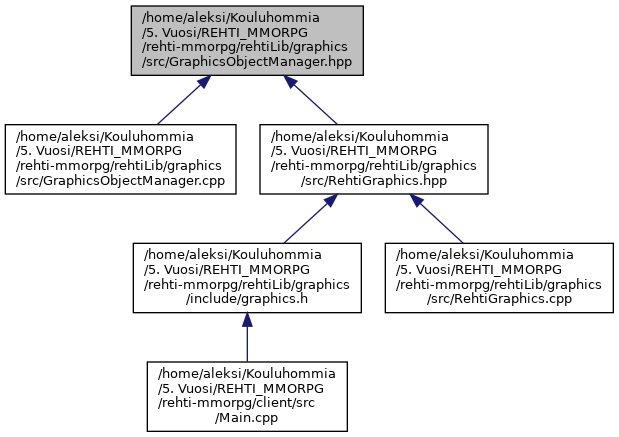 /home/aleksi/Kouluhommia
/5. Vuosi/REHTI_MMORPG
/rehti-mmorpg/rehtiLib/graphics
/src/GraphicsObjectManager.hpp
/home/aleksi/Kouluhommia
/5. Vuosi/REHTI_MMORPG
/rehti-mmorpg/rehtiLib/graphics
/src/GraphicsObjectManager.cpp
/home/aleksi/Kouluhommia
/5. Vuosi/REHTI_MMORPG
/rehti-mmorpg/rehtiLib/graphics
/src/RehtiGraphics.hpp
/home/aleksi/Kouluhommia
/5. Vuosi/REHTI_MMORPG
/rehti-mmorpg/rehtiLib/graphics
/include/graphics.h
/home/aleksi/Kouluhommia
/5. Vuosi/REHTI_MMORPG
/rehti-mmorpg/rehtiLib/graphics
/src/RehtiGraphics.cpp
/home/aleksi/Kouluhommia
/5. Vuosi/REHTI_MMORPG
/rehti-mmorpg/client/src
/Main.cpp